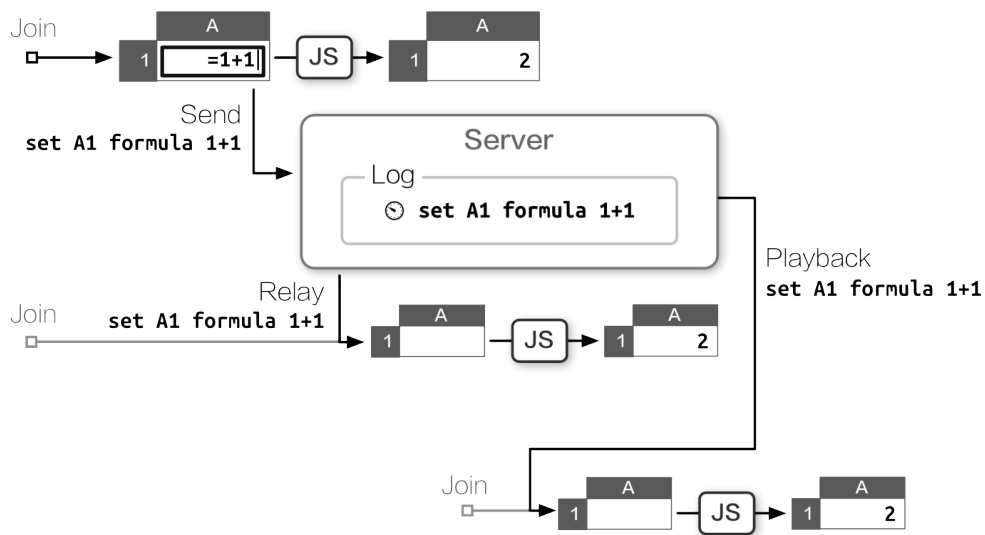 Join
A
1 =1+1 JS
A
1 2
Send
set A1 formula 1+1
Server
Log
set A1 formula 1+1
Playback
set A1 formula 1+1
Relay
set A1 formula 1+1
Join
A
1 JS
A
1 2
Join
A
1 JS
A
1 2